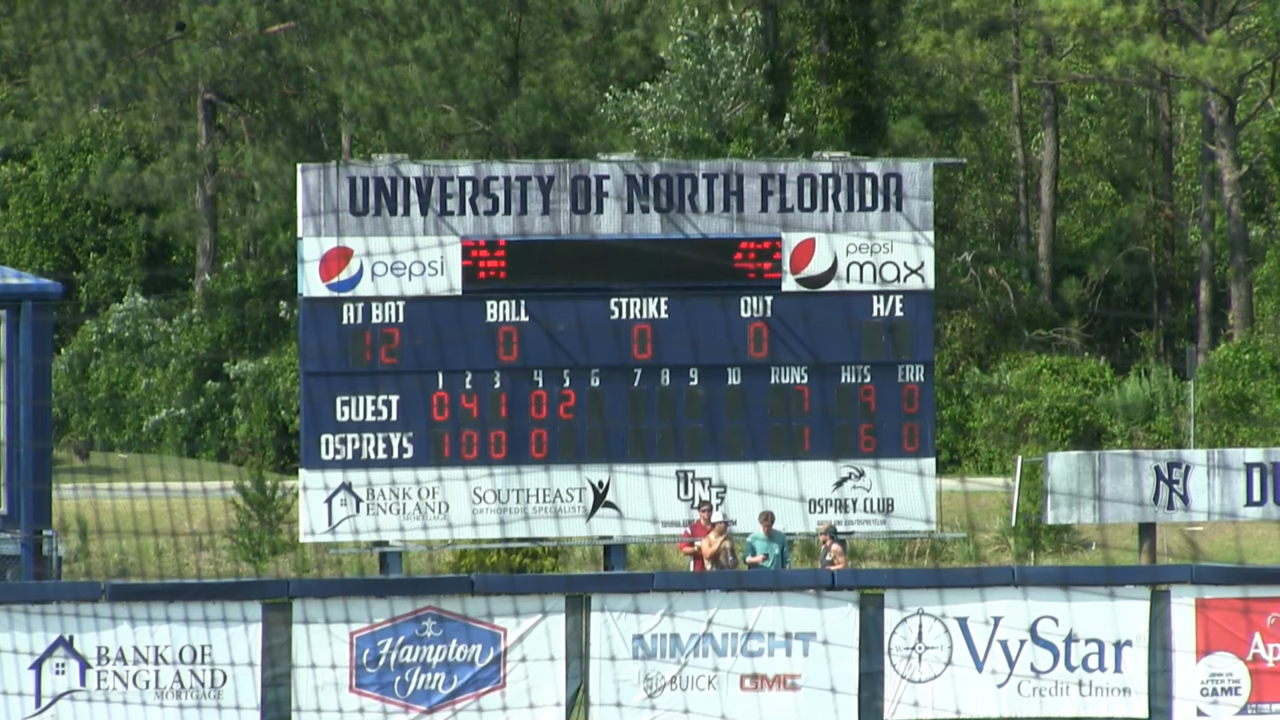 UNIVERSITY OF NORTH FLORIDA
pepsi
pepsi max
AT BAT BALL STRIKE OUT H/E
12 0 0 0
1 2 3 4 5 6 7 8 9 10 RUNS HITS ERR
GUEST 0 4 1 0 2 7 9 0
OSPREYS 1 0 0 0 1 6 0
BANK OF ENGLAND MORTGAGE
SOUTHEAST ORTHOPEDIC SPECIALISTS
UNF
OSPREY CLUB
BANK OF ENGLAND MORTGAGE
Hampton Inn
NIMNICHT
BUICK GMC
VyStar
Credit Union
JOIN US AFTER THE GAME